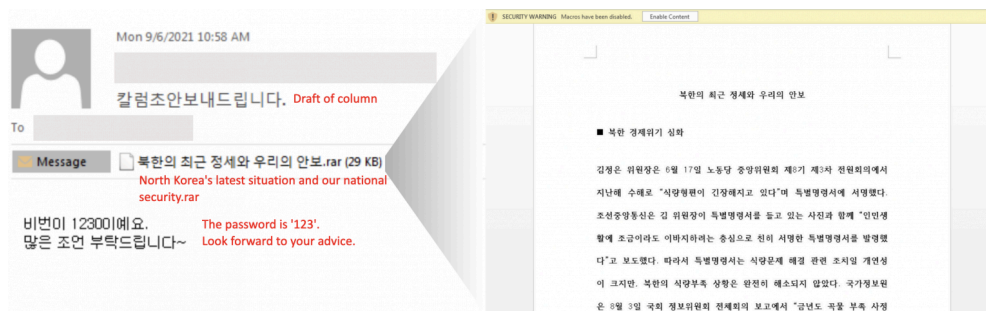 Mon 9/6/2021 10:58 AM
칼럼초안보내드립니다. Draft of column
To
Message 북한의 최근 정세와 우리의 안보.rar (29 KB)
North Korea's latest situation and our national
security.rar
비번이 12300이예요. The password is '123'.
많은 조언 부탁드립니다~ Look forward to your advice.
SECURITY WARNING Macros have been disabled. Enable Content
북한의 최근 정세와 우리의 안보
■ 북한 경제위기 심화
김정은 위원장은 6월 17일 노동당 중앙위원회 제8기 제3차 전원회의에서
지난해 수해로 “식량형편이 긴장해지고 있다”며 특별명령서에 서명했다.
조선중앙통신은 김 위원장이 특별명령서를 들고 있는 사진과 함께 “인민생
활에 조금이라도 이바지하려는 충심으로 친히 서명한 특별명령서를 발령했
다”고 보도했다. 따라서 특별명령서는 식량문제 해결 관련 조치일 개연성
이 크지만, 북한의 식량부족 상황은 완전히 해소되지 않았다. 국가정보원
은 8월 3일 국회 정보위원회 전체회의 보고에서 “금년도 곡물 부족 사정